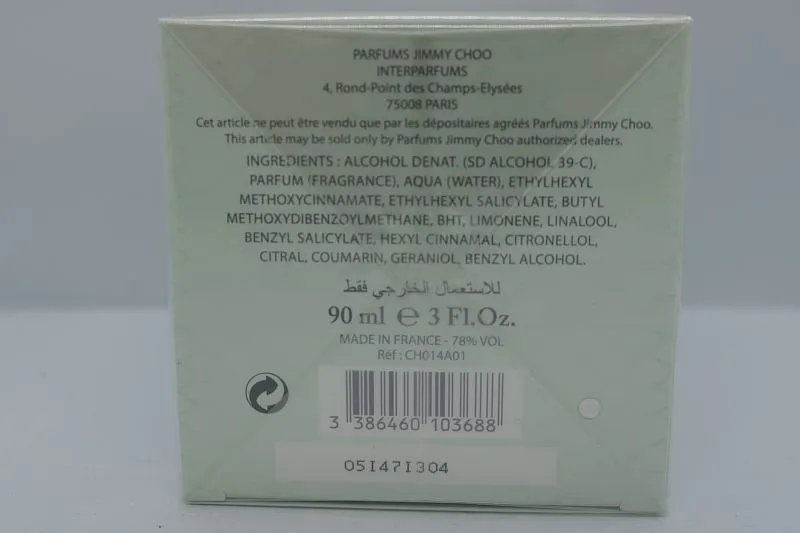 PARFUMS JIMMY CHOO
INTERPARFUMS
4, Rond-Point des Champs-Elysées
75008 PARIS
Cet article ne peut être vendu que par les dépositaires agréés Parfums Jimmy Choo.
This article may be sold only by Parfums Jimmy Choo authorized dealers.
INGREDIENTS : ALCOHOL DENAT. (SD ALCOHOL 39-C),
PARFUM (FRAGRANCE), AQUA (WATER), ETHYLHEXYL
METHOXYCINNAMATE, ETHYLHEXYL SALICYLATE, BUTYL
METHOXYDIBENZOYLMETHANE, BHT, LIMONENE, LINALOOL,
BENZYL SALICYLATE, HEXYL CINNAMAL, CITRONELLOL,
CITRAL, COUMARIN, GERANIOL, BENZYL ALCOHOL.
للاستعمال الخارجي فقط
90 ml ℮ 3 Fl.Oz.
MADE IN FRANCE - 78% VOL
Réf : CH014A01
3 386460 103688
051471304